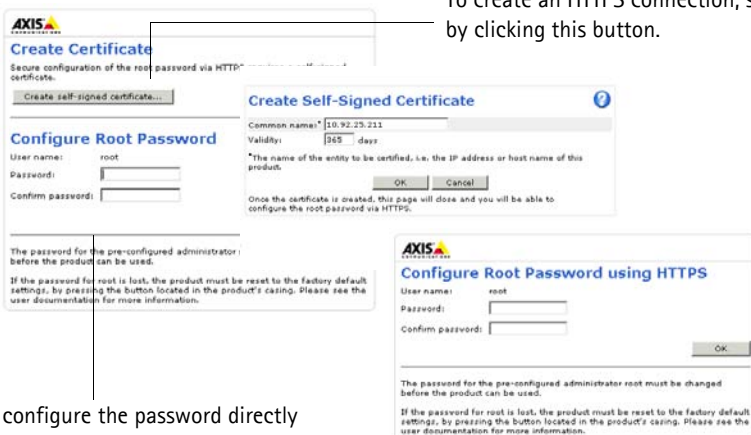 To create an HTTPS connection, s
by clicking this button.
AXIS
COMMUNICATIONS
Create Certificate
Secure configuration of the root password via HTTPS requires a self-signed
certificate.
Create self-signed certificate...
Configure Root Password
User name: root
Password:
Confirm password:
The password for the pre-configured administrator
before the product can be used.
If the password for root is lost, the product must be reset to the factory default
settings, by pressing the button located in the product's casing. Please see the
user documentation for more information.
Create Self-Signed Certificate
?
Common name:* 10.92.25.211
Validity: 365 days
*The name of the entity to be certified, i.e. the IP address or host name of this
product.
OK Cancel
Once the certificate is created, this page will close and you will be able to
configure the root password via HTTPS.
AXIS
COMMUNICATIONS
Configure Root Password using HTTPS
User name: root
Password:
Confirm password:
OK
The password for the pre-configured administrator root must be changed
before the product can be used.
If the password for root is lost, the product must be reset to the factory default
settings, by pressing the button located in the product's casing. Please see the
user documentation for more information.
configure the password directly